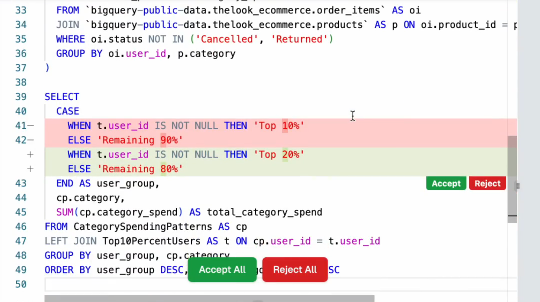 33 FROM `bigquery-public-data.thelook_ecommerce.order_items` AS oi
34 JOIN `bigquery-public-data.thelook_ecommerce.products` AS p ON oi.product_id = p
35 WHERE oi.status NOT IN ('Cancelled', 'Returned')
36 GROUP BY oi.user_id, p.category
37 )
38
39 SELECT
40 CASE
41— WHEN t.user_id IS NOT NULL THEN 'Top 10%'
42— ELSE 'Remaining 90%'
+ WHEN t.user_id IS NOT NULL THEN 'Top 20%'
+ ELSE 'Remaining 80%'
43 END AS user_group,
Accept Reject
44 cp.category,
45 SUM(cp.category_spend) AS total_category_spend
46 FROM CategorySpendingPatterns AS cp
47 LEFT JOIN Top10PercentUsers AS t ON cp.user_id = t.user_id
48 GROUP BY user_group, cp.category
49 ORDER BY user_group DESC, SC
Accept All Reject All
50